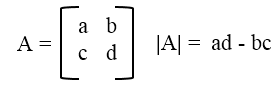 A = [ a b
c d ] |A| = ad - bc